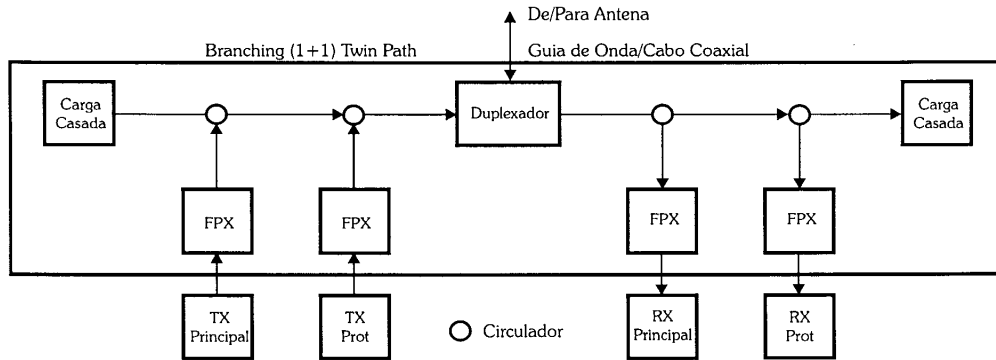 De/Para Antena
Branching (1+1) Twin Path
Guia de Onda/Cabo Coaxial
Carga
Casada
Duplexador
Carga
Casada
FPX
FPX
FPX
FPX
TX
Principal
TX
Prot
Circulador
RX
Principal
RX
Prot